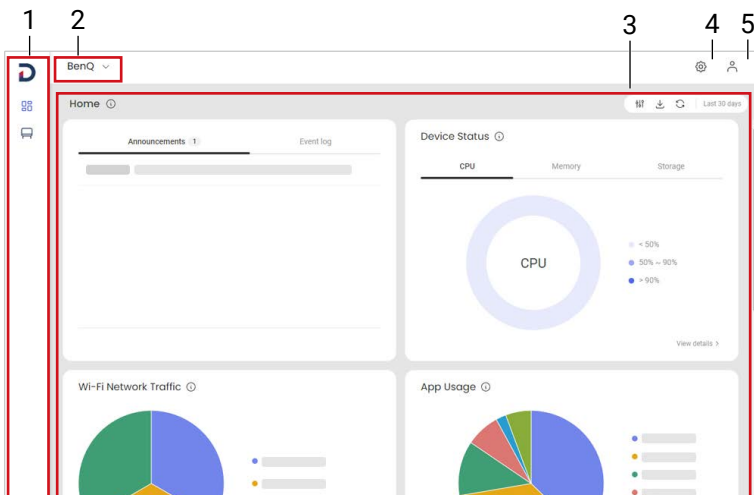 1 2 3 4 5
BenQ
Home Last 30 days
Announcements 1 Event log
Device Status
CPU Memory Storage
CPU
< 50%
50% ~ 90%
> 90%
View details >
Wi-Fi Network Traffic
App Usage